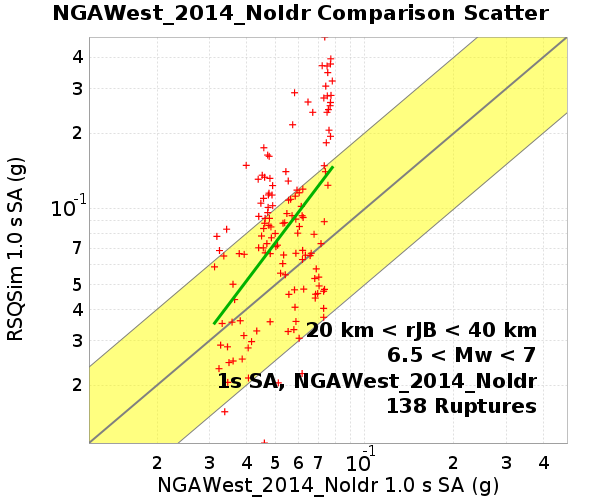 NGAWest_2014_NoIdr Comparison Scatter
RSQSim 1.0 s SA (g)
4
3
2
10⁻¹
7
5
4
3
2
20 km < rJB < 40 km
6.5 < Mw < 7
1s SA, NGAWest_2014_NoIdr
138 Ruptures
2 3 4 5 6 7 10⁻¹ 2 3 4
NGAWest_2014_NoIdr 1.0 s SA (g)